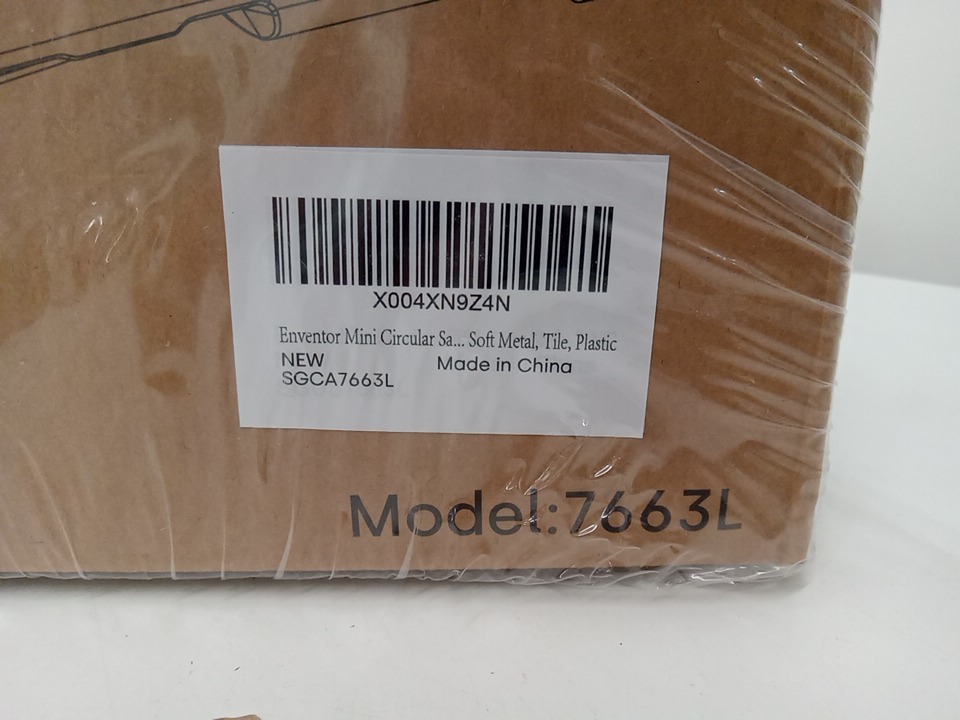 X004XN9Z4N
Enventor Mini Circular Sa... Soft Metal, Tile, Plastic
NEW Made in China
SGCA7663L
Model:7663L